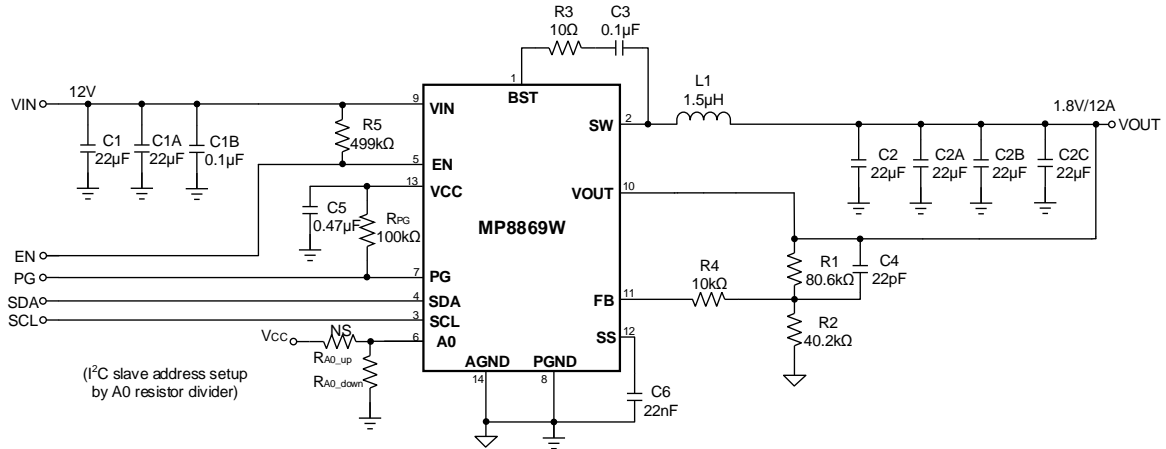 R3
10Ω
C3
0.1µF
1
BST
VIN
12V
9
VIN
C1
22µF
C1A
22µF
C1B
0.1µF
R5
499kΩ
5
EN
13
VCC
C5
0.47µF
RPG
100kΩ
MP8869W
SW
2
L1
1.5µH
1.8V/12A
VOUT
C2
22µF
C2A
22µF
C2B
22µF
C2C
22µF
VOUT
10
R1
80.6kΩ
C4
22pF
EN
PG
7
PG
SDA
4
SDA
SCL
3
SCL
6
A0
R4
10kΩ
FB
11
R2
40.2kΩ
SS
12
VCC
NS
RA0_up
RA0_down
(I²C slave address setup
by A0 resistor divider)
AGND
14
PGND
8
C6
22nF